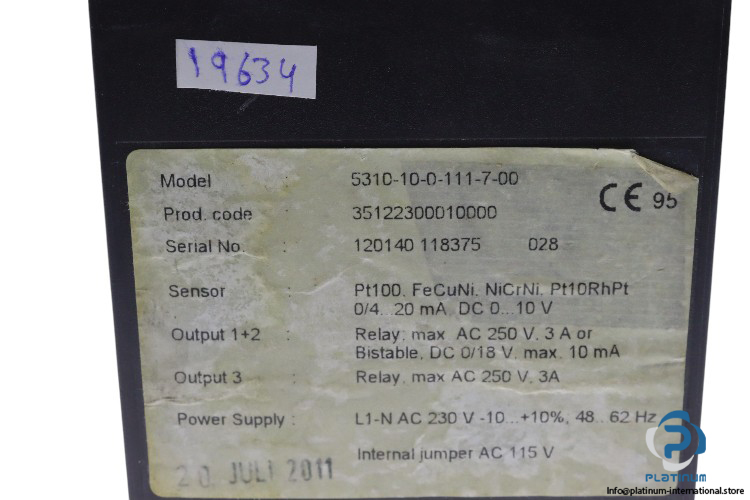 19634
CE 95
Model : 5310-10-0-111-7-00
Prod. code : 35122300010000
Serial No. : 120140 118375 028
Sensor : Pt100, FeCuNi, NiCrNi, Pt10RhPt
0/4...20 mA, DC 0...10 V
Output 1+2 : Relay, max. AC 250 V, 3 A or
Bistable, DC 0/18 V, max. 10 mA
Output 3 : Relay, max AC 250 V, 3A
Power Supply : L1-N AC 230 V -10...+10%, 48...62 Hz
Internal jumper AC 115 V
20 JULI 2011
PLATINUM
Info@platinum-international.store